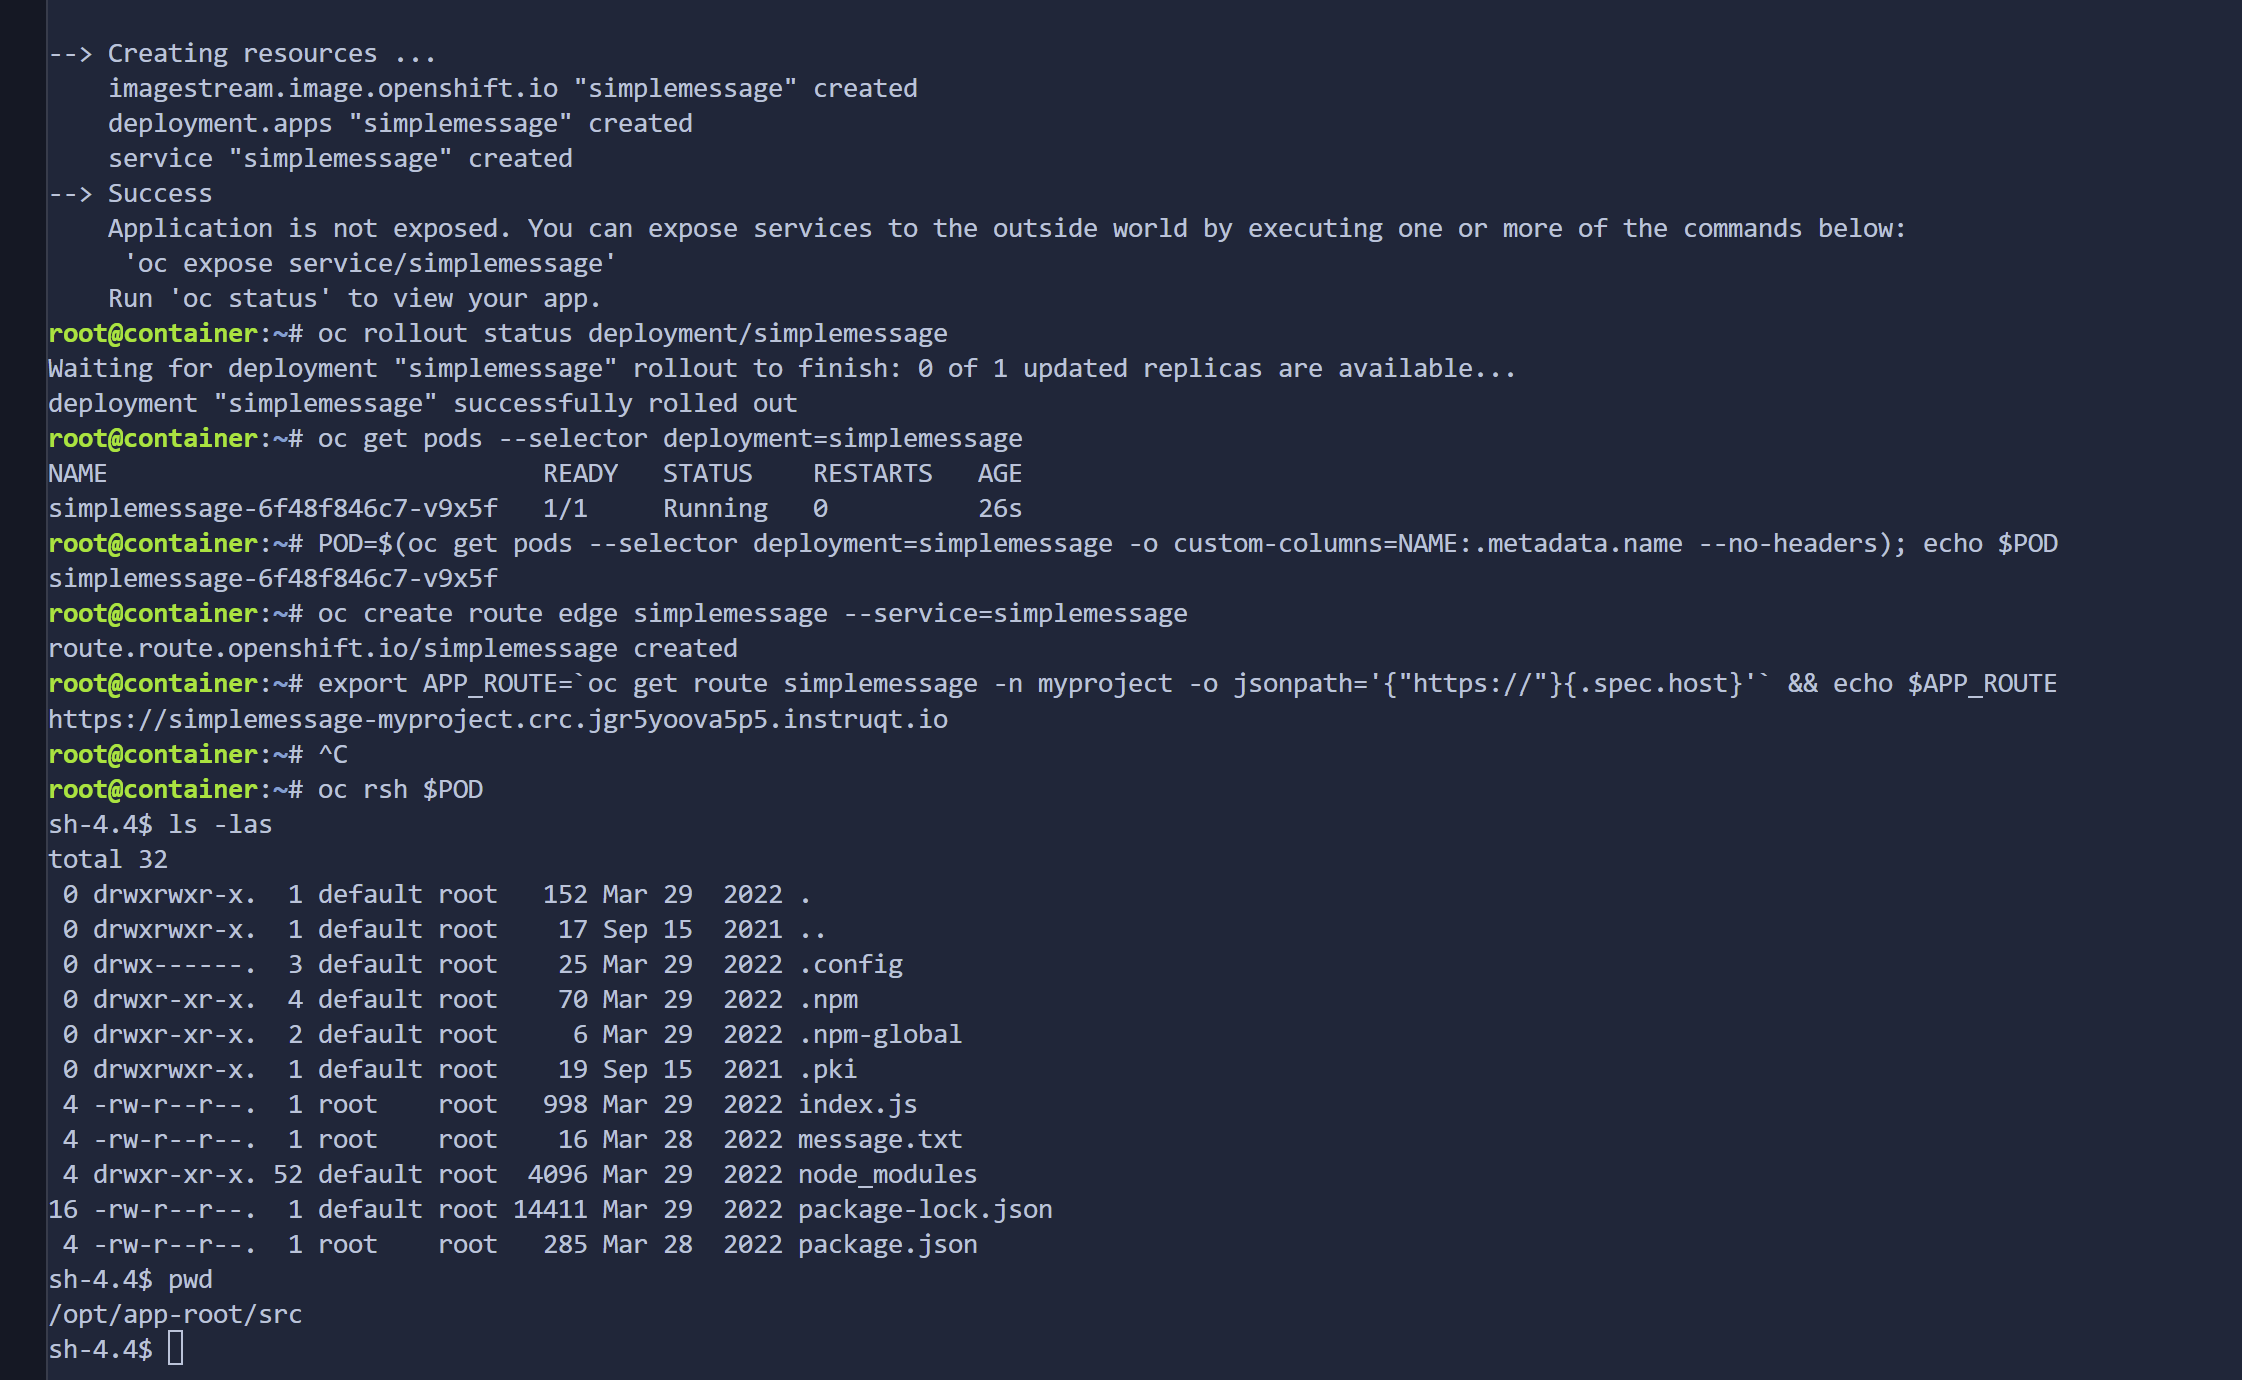 --> Creating resources ...
    imagestream.image.openshift.io "simplemessage" created
    deployment.apps "simplemessage" created
    service "simplemessage" created
--> Success
    Application is not exposed. You can expose services to the outside world by executing one or more of the commands below:
     'oc expose service/simplemessage'
    Run 'oc status' to view your app.
root@container:~# oc rollout status deployment/simplemessage
Waiting for deployment "simplemessage" rollout to finish: 0 of 1 updated replicas are available...
deployment "simplemessage" successfully rolled out
root@container:~# oc get pods --selector deployment=simplemessage
NAME                             READY   STATUS    RESTARTS   AGE
simplemessage-6f48f846c7-v9x5f   1/1     Running   0          26s
root@container:~# POD=$(oc get pods --selector deployment=simplemessage -o custom-columns=NAME:.metadata.name --no-headers); echo $POD
simplemessage-6f48f846c7-v9x5f
root@container:~# oc create route edge simplemessage --service=simplemessage
route.route.openshift.io/simplemessage created
root@container:~# export APP_ROUTE=`oc get route simplemessage -n myproject -o jsonpath='{"https://"}{.spec.host}'` && echo $APP_ROUTE
https://simplemessage-myproject.crc.jgr5yoova5p5.instruqt.io
root@container:~# ^C
root@container:~# oc rsh $POD
sh-4.4$ ls -las
total 32
 0 drwxrwxr-x.  1 default root   152 Mar 29  2022 .
 0 drwxrwxr-x.  1 default root    17 Sep 15  2021 ..
 0 drwx------.  3 default root    25 Mar 29  2022 .config
 0 drwxr-xr-x.  4 default root    70 Mar 29  2022 .npm
 0 drwxr-xr-x.  2 default root     6 Mar 29  2022 .npm-global
 0 drwxrwxr-x.  1 default root    19 Sep 15  2021 .pki
 4 -rw-r--r--.  1 root    root   998 Mar 29  2022 index.js
 4 -rw-r--r--.  1 root    root    16 Mar 28  2022 message.txt
 4 drwxr-xr-x. 52 default root  4096 Mar 29  2022 node_modules
16 -rw-r--r--.  1 default root 14411 Mar 29  2022 package-lock.json
 4 -rw-r--r--.  1 root    root   285 Mar 28  2022 package.json
sh-4.4$ pwd
/opt/app-root/src
sh-4.4$